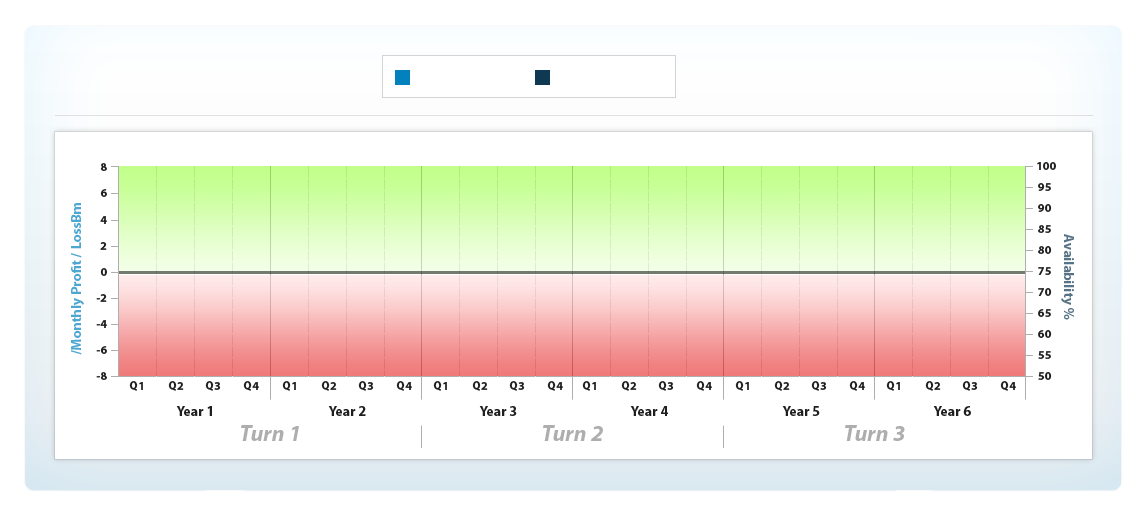 8 100
6 95
4 90
85
2 80
0 75
-2 70
-4 65
60
-6 55
-8 50
/Monthly Profit / LossBm
Availability %
Q1 Q2 Q3 Q4 Q1 Q2 Q3 Q4 Q1 Q2 Q3 Q4 Q1 Q2 Q3 Q4 Q1 Q2 Q3 Q4 Q1 Q2 Q3 Q4
Year 1 Year 2 Year 3 Year 4 Year 5 Year 6
Turn 1 Turn 2 Turn 3